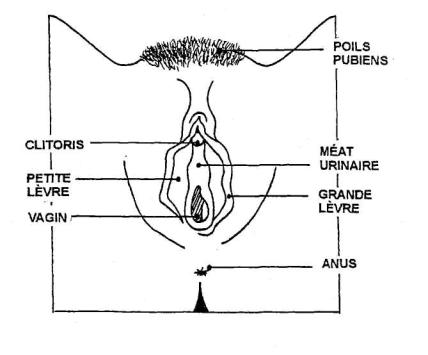 POILS
PUBIENS
CLITORIS
MÉAT
URINAIRE
PETITE
LÈVRE
GRANDE
LÈVRE
VAGIN
ANUS